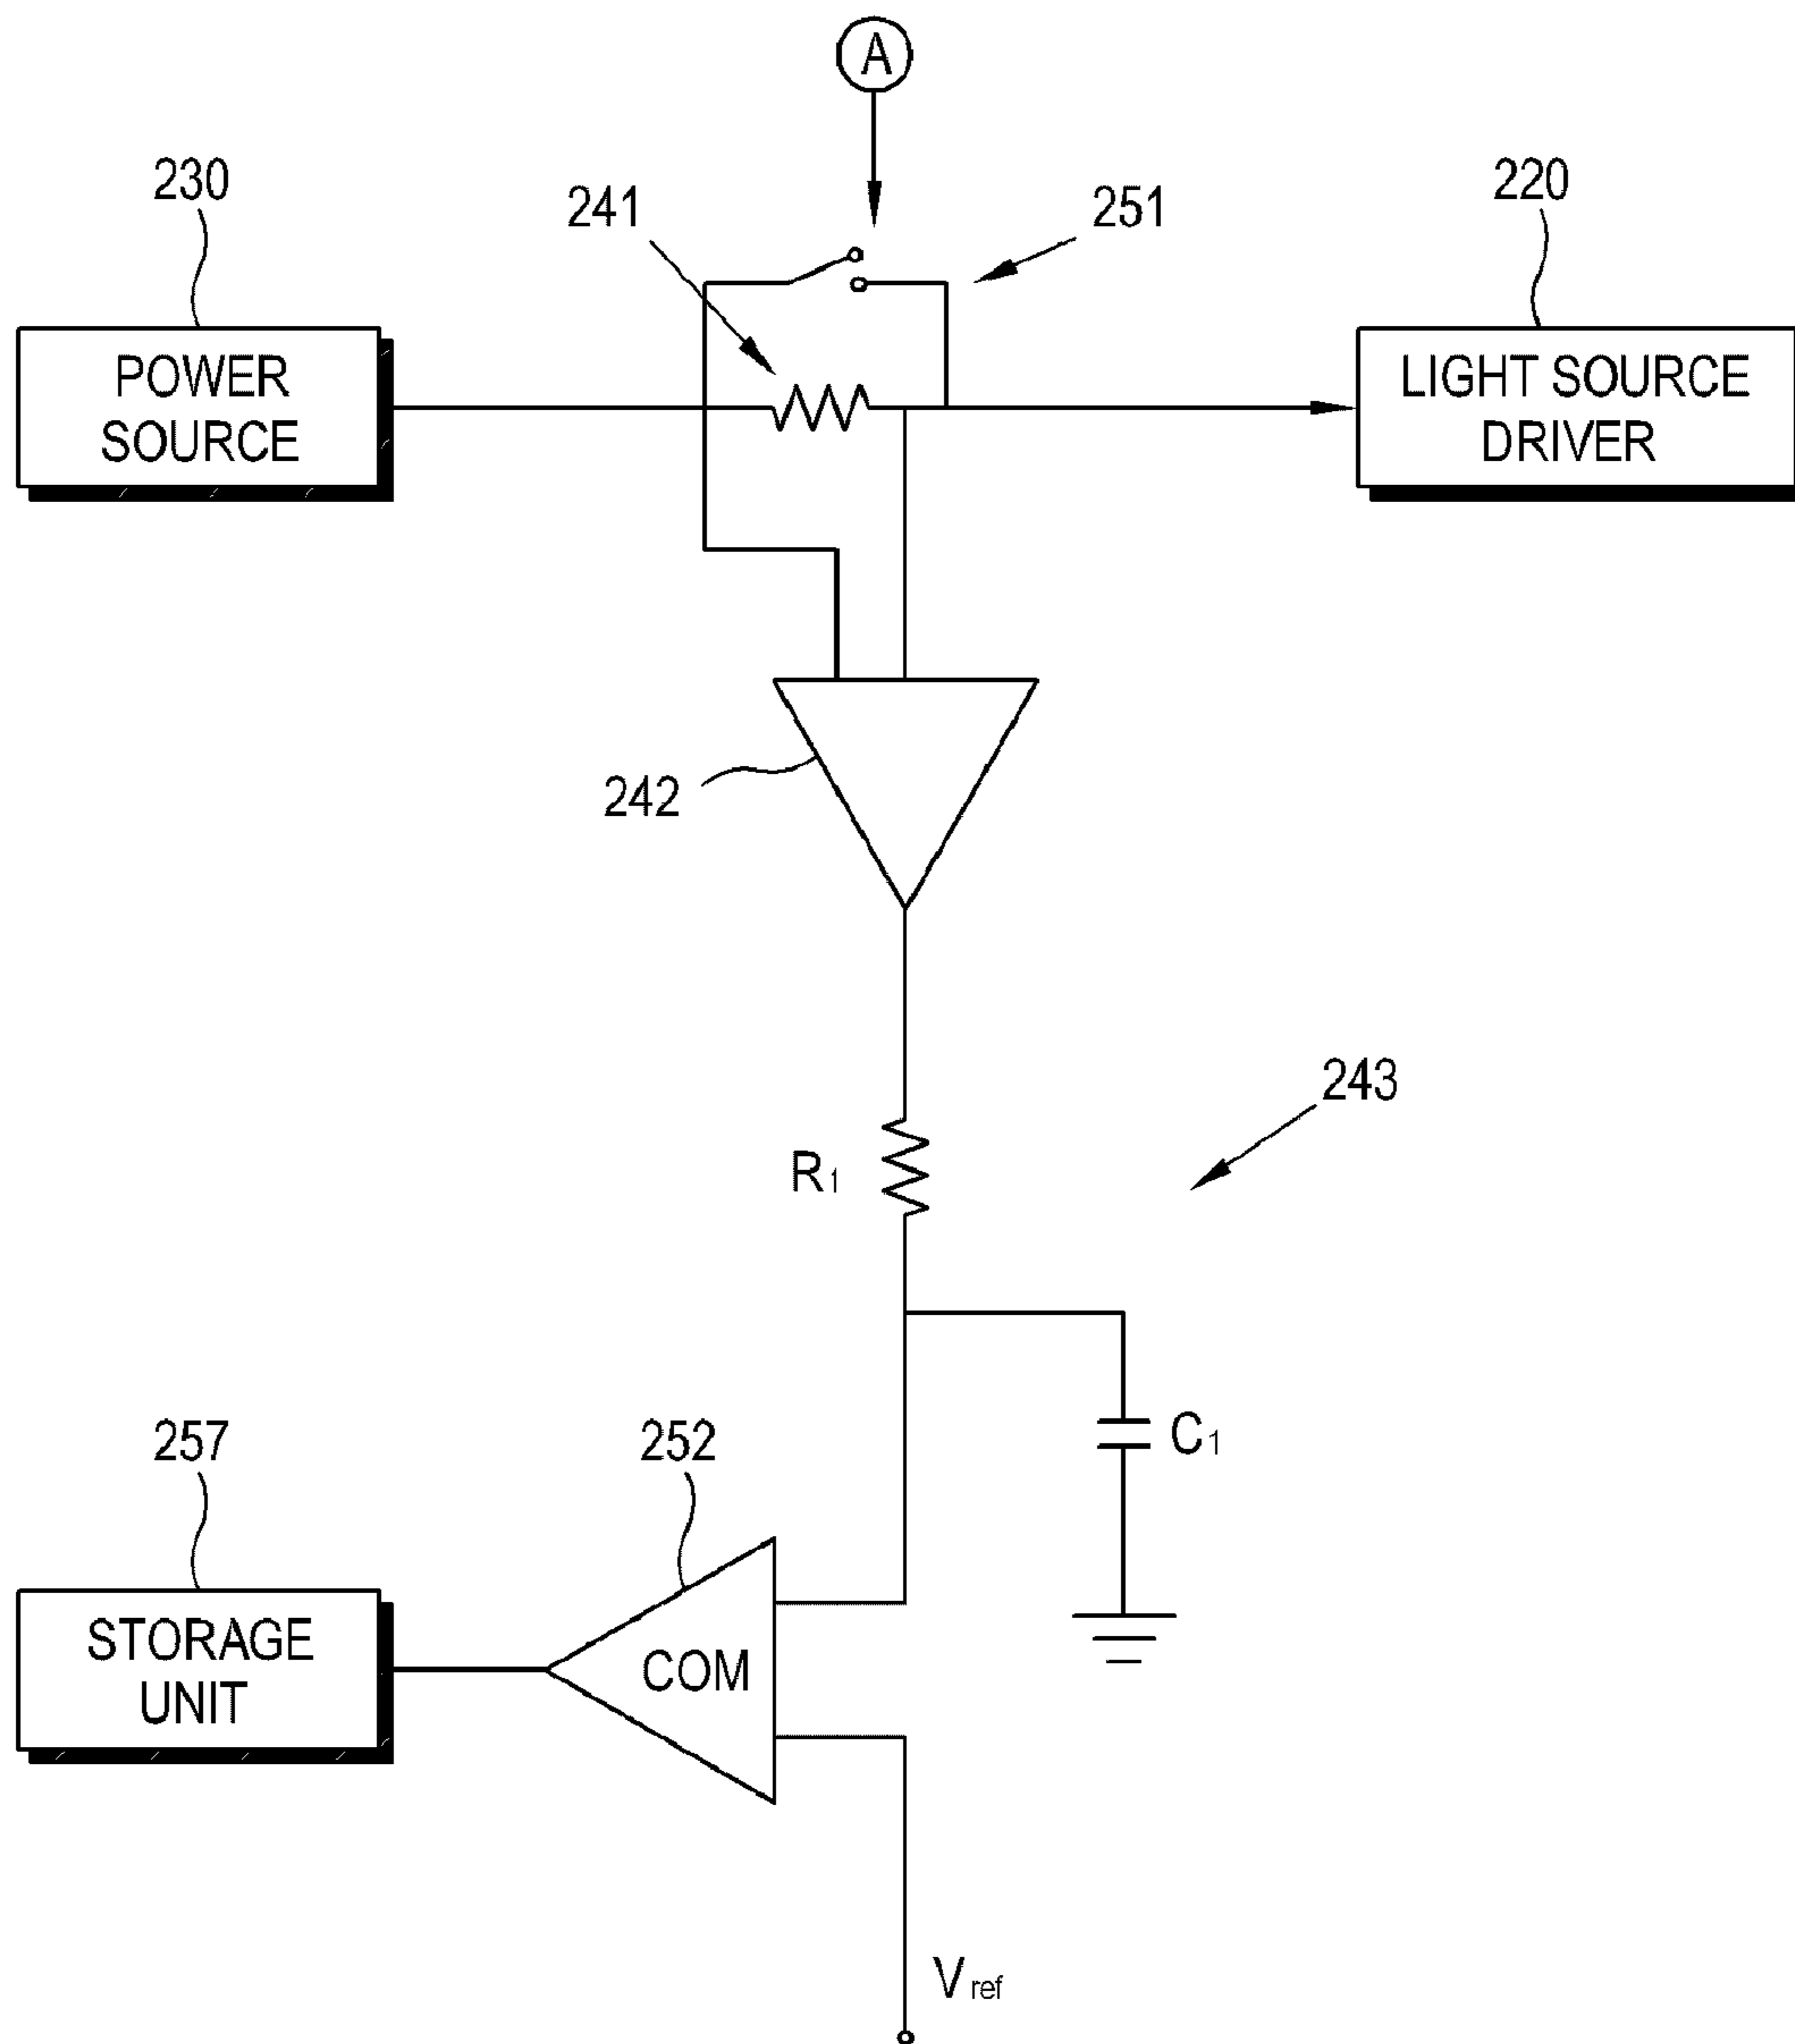 A
230
241
251
220
POWER
SOURCE
LIGHT SOURCE
DRIVER
242
243
R1
C1
257
252
STORAGE
UNIT
COM
Vref